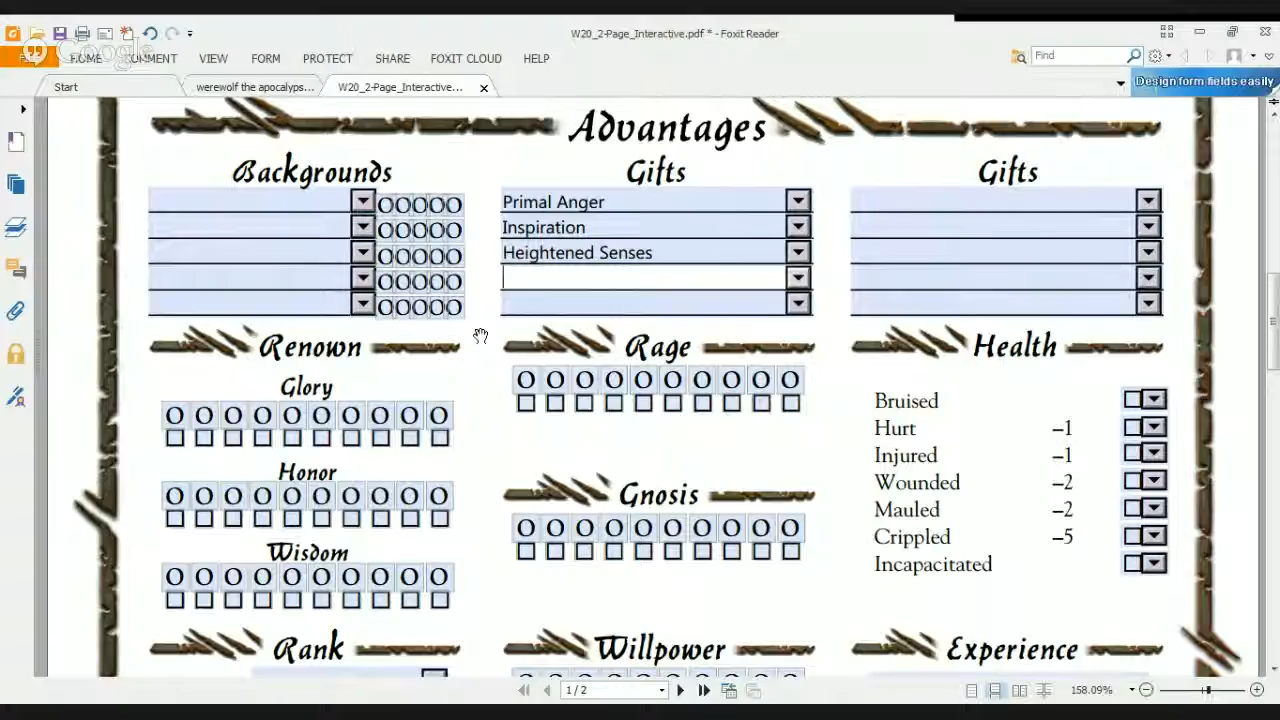 W20_2-Page_Interactive.pdf * - Foxit Reader
Google
HOME
COMMENT
VIEW
FORM
PROTECT
SHARE
FOXIT CLOUD
HELP
Find
Start
werewolf the apocalyps...
W20_2-Page_Interactive...
Design form fields easily
Advantages
Backgrounds
Gifts
Gifts
Primal Anger
Inspiration
Heightened Senses
Renown
Rage
Health
Glory
Bruised
Hurt -1
Injured -1
Honor
Gnosis
Wounded -2
Mauled -2
Crippled -5
Wisdom
Incapacitated
Rank
Willpower
Experience
1 / 2
158.09%